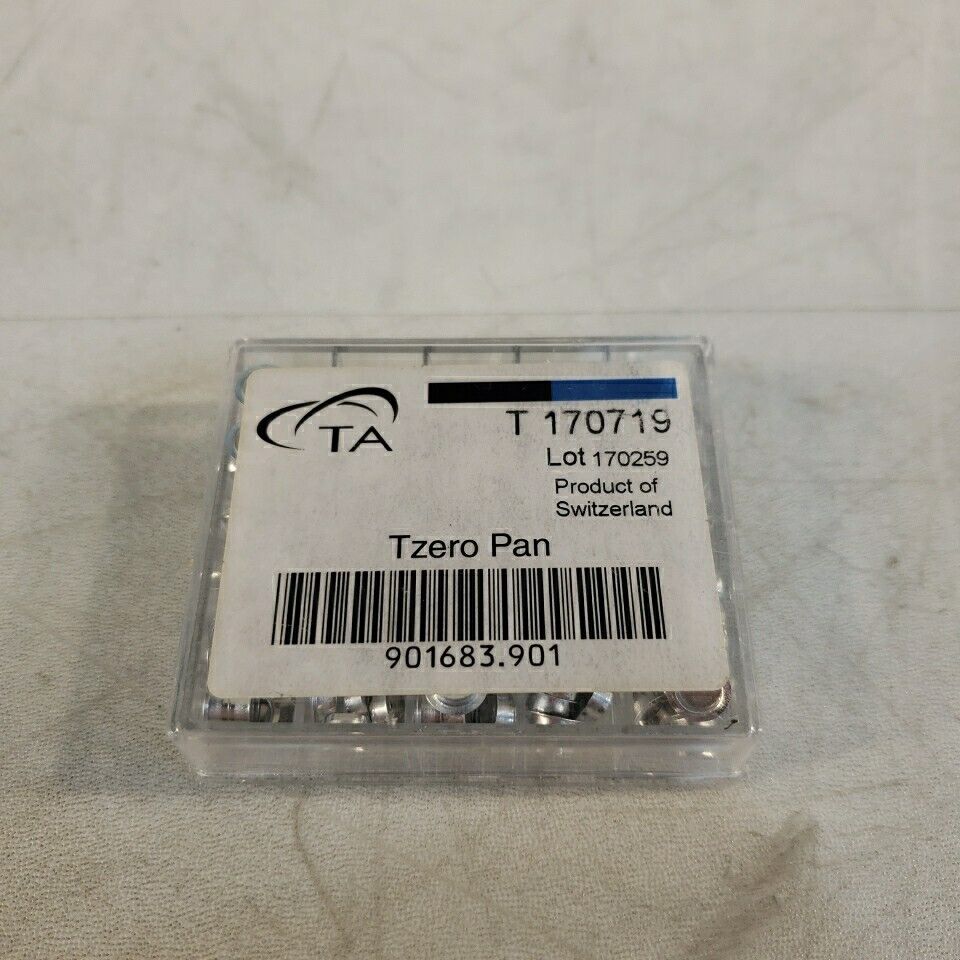 TA
T 170719
Lot 170259
Product of
Switzerland
Tzero Pan
901683.901